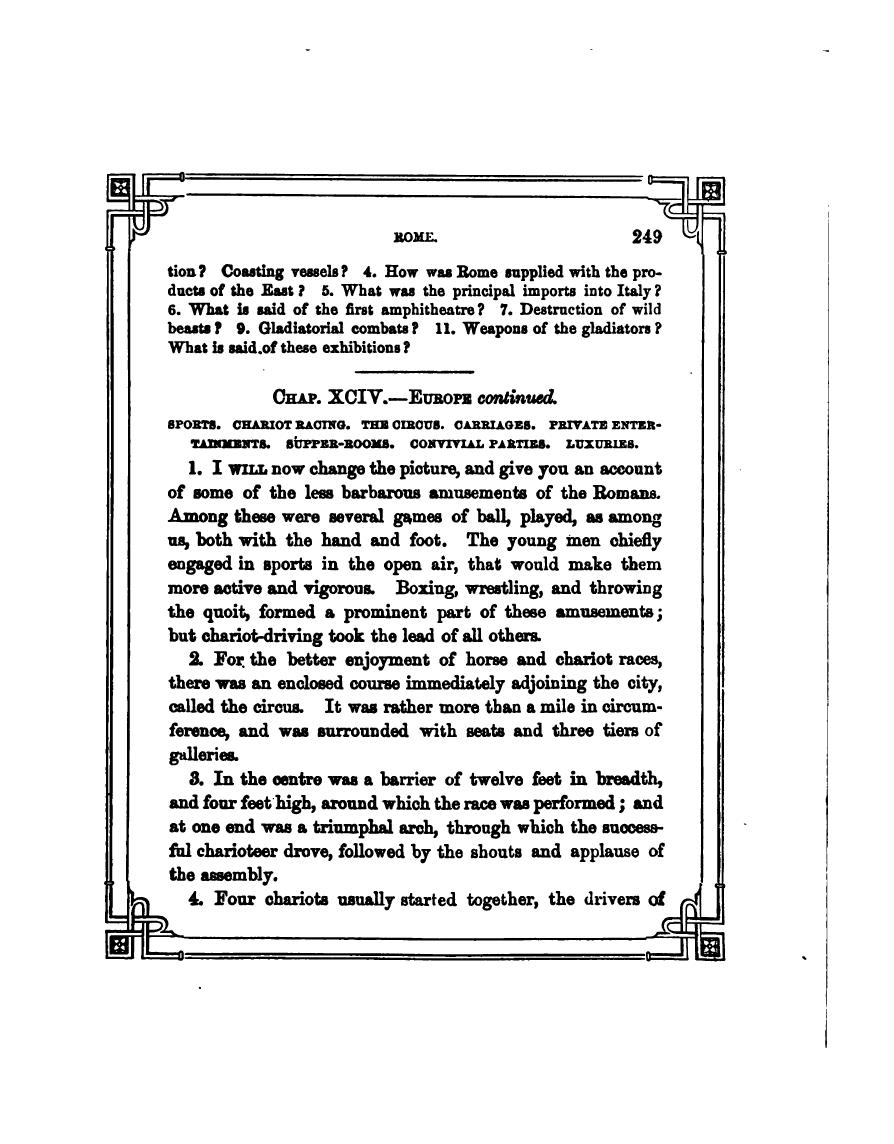 ROME. 249
tion? Coasting vessels? 4. How was Rome supplied with the pro-
ducts of the East? 5. What was the principal imports into Italy?
6. What is said of the first amphitheatre? 7. Destruction of wild
beasts? 9. Gladiatorial combats? 11. Weapons of the gladiators?
What is said of these exhibitions?
CHAP. XCIV.—EUROPE continued.
SPORTS. CHARIOT RACING. THE CIRCUS. CARRIAGES. PRIVATE ENTER-
TAINMENTS. SUPPER-ROOMS. CONVIVIAL PARTIES. LUXURIES.
1. I WILL now change the picture, and give you an account
of some of the less barbarous amusements of the Romans.
Among these were several games of ball, played, as among
us, both with the hand and foot. The young men chiefly
engaged in sports in the open air, that would make them
more active and vigorous. Boxing, wrestling, and throwing
the quoit, formed a prominent part of these amusements;
but chariot-driving took the lead of all others.
2. For the better enjoyment of horse and chariot races,
there was an enclosed course immediately adjoining the city,
called the circus. It was rather more than a mile in circum-
ference, and was surrounded with seats and three tiers of
galleries.
3. In the centre was a barrier of twelve feet in breadth,
and four feet high, around which the race was performed; and
at one end was a triumphal arch, through which the success-
ful charioteer drove, followed by the shouts and applause of
the assembly.
4. Four chariots usually started together, the drivers of